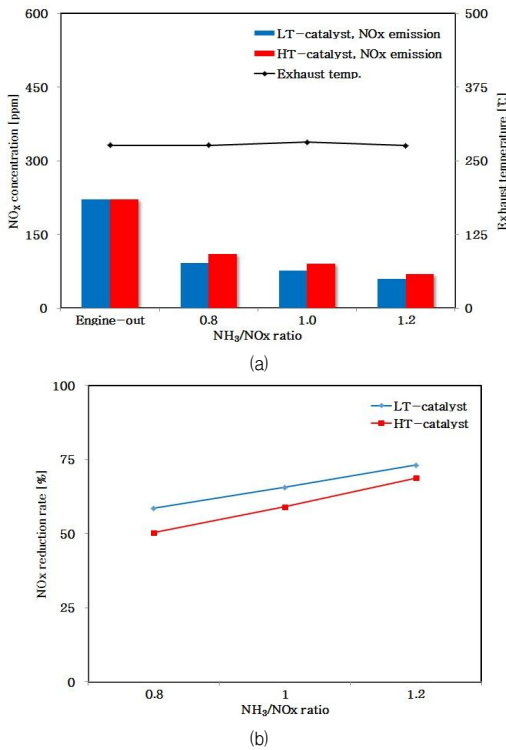 600
500
LT-catalyst, NOx emission
HT-catalyst, NOx emission
Exhaust temp.
450
375
300
250
150
125
0
0
NOx concentration [ppm]
Exhaust temperature [℃]
Engine-out
0.8
1.0
1.2
NH₃/NOx ratio
(a)
100
LT-catalyst
HT-catalyst
75
50
25
0
NOx reduction rate [%]
0.8
1
1.2
NH₃/NOx ratio
(b)